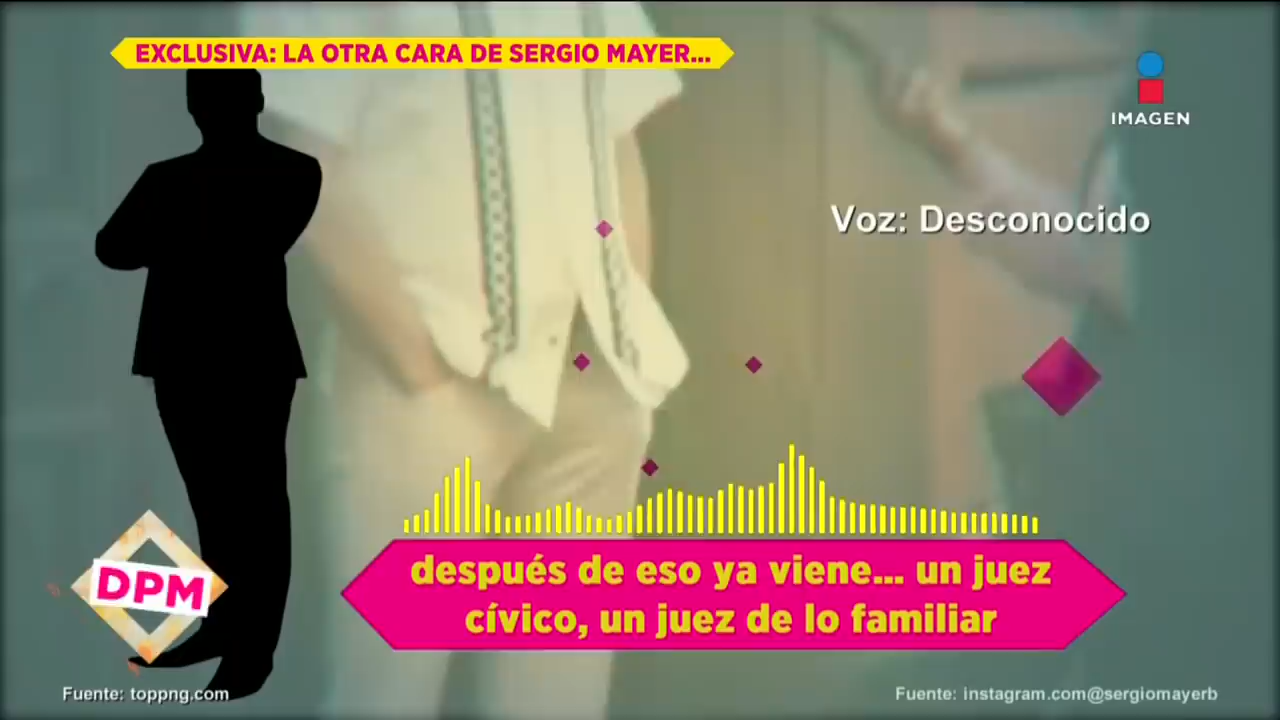 EXCLUSIVA: LA OTRA CARA DE SERGIO MAYER...
IMAGEN
Voz: Desconocido
después de eso ya viene... un juez
cívico, un juez de lo familiar
DPM
Fuente: toppng.com
Fuente: instagram.com@sergiomayerb